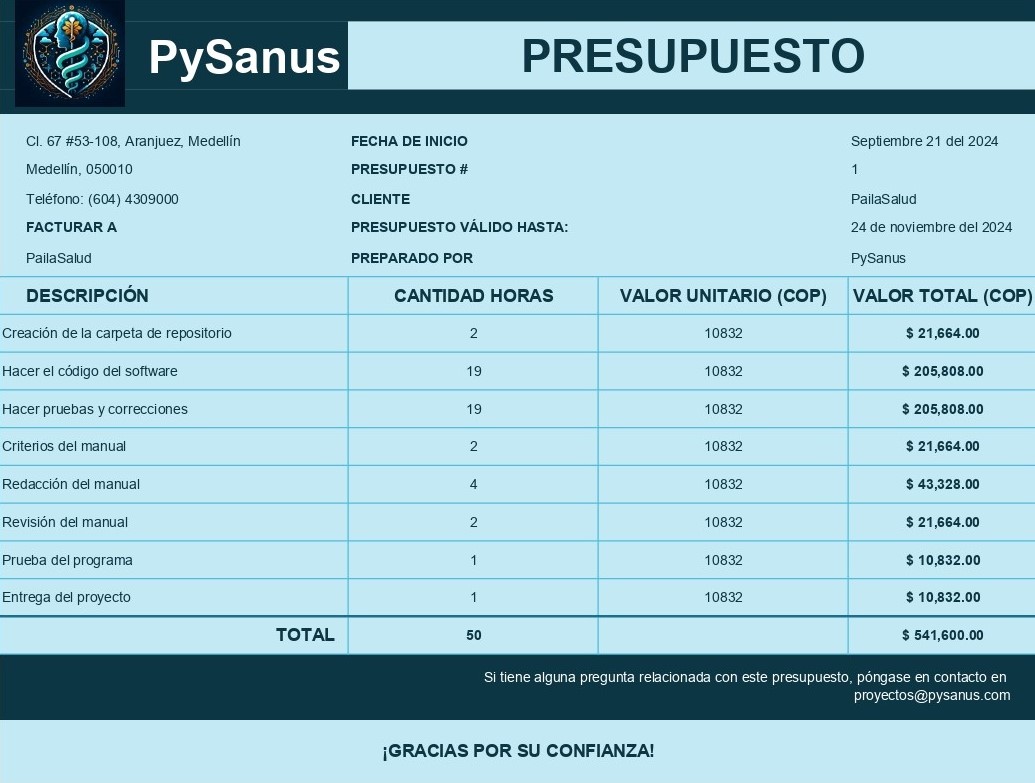 PySanus PRESUPUESTO
Cl. 67 #53-108, Aranjuez, Medellín FECHA DE INICIO Septiembre 21 del 2024
Medellín, 050010 PRESUPUESTO # 1
Teléfono: (604) 4309000 CLIENTE PailaSalud
FACTURAR A PRESUPUESTO VÁLIDO HASTA: 24 de noviembre del 2024
PailaSalud PREPARADO POR PySanus
DESCRIPCIÓN CANTIDAD HORAS VALOR UNITARIO (COP) VALOR TOTAL (COP)
Creación de la carpeta de repositorio 2 10832 $ 21,664.00
Hacer el código del software 19 10832 $ 205,808.00
Hacer pruebas y correcciones 19 10832 $ 205,808.00
Criterios del manual 2 10832 $ 21,664.00
Redacción del manual 4 10832 $ 43,328.00
Revisión del manual 2 10832 $ 21,664.00
Prueba del programa 1 10832 $ 10,832.00
Entrega del proyecto 1 10832 $ 10,832.00
TOTAL 50 $ 541,600.00
Si tiene alguna pregunta relacionada con este presupuesto, póngase en contacto en
proyectos@pysanus.com
¡GRACIAS POR SU CONFIANZA!